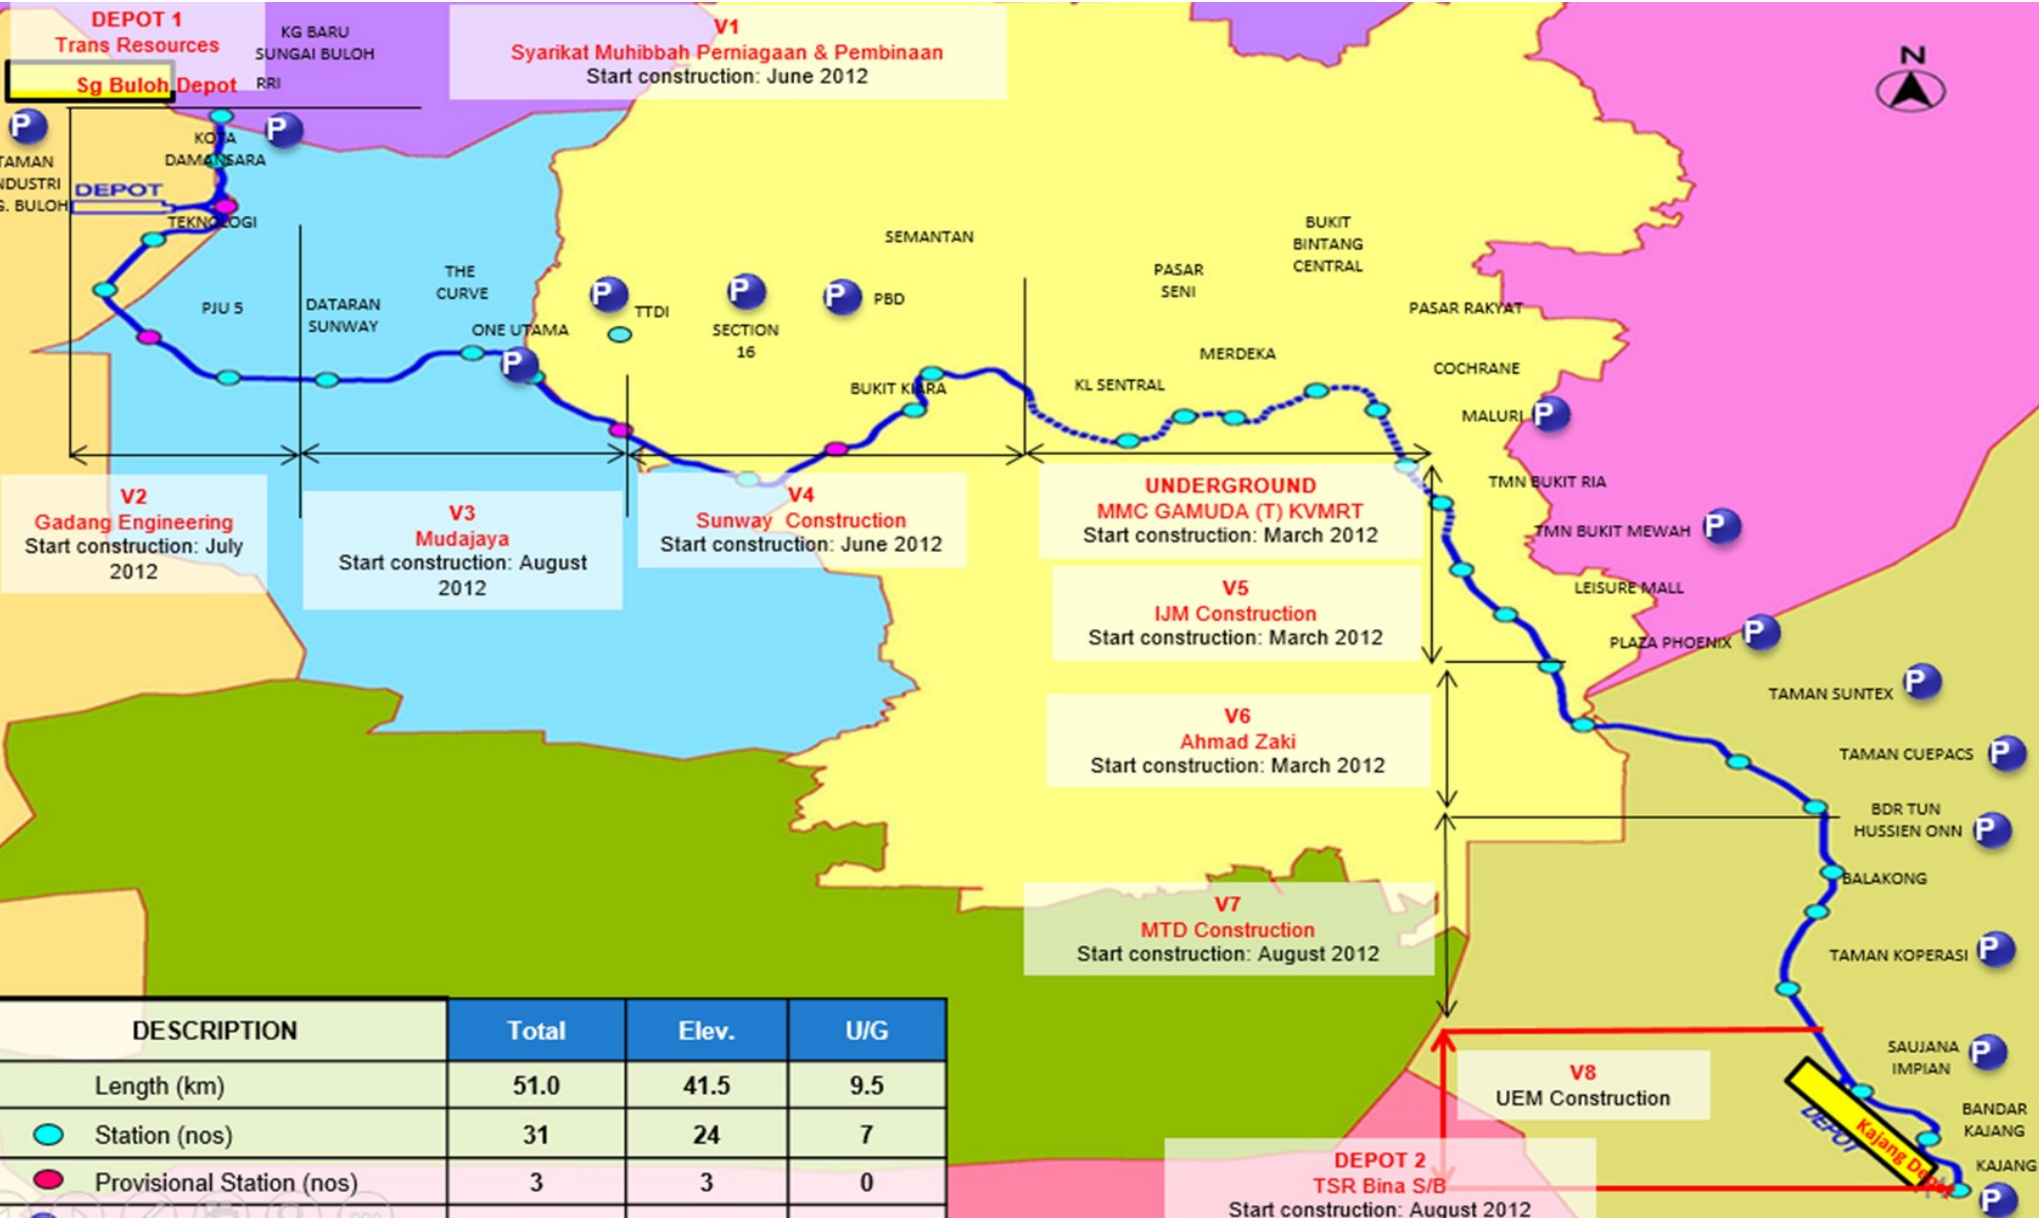 DEPOT 1
Trans Resources
Sg Buloh Depot
KG BARU
SUNGAI BULOH
RRI
V1
Syarikat Muhibbah Perniagaan & Pembinaan
Start construction: June 2012
N
P
P
TAMAN
NDUSTRI
G. BULOH
KOTA
DAMANSARA
DEPOT
TEKNOLOGI
PJU 5
DATARAN
SUNWAY
THE
CURVE
ONE UTAMA
P
P
TTDI
P
SECTION
16
P
PBD
SEMANTAN
BUKIT KIARA
PASAR
SENI
BUKIT
BINTANG
CENTRAL
PASAR RAKYAT
MERDEKA
KL SENTRAL
COCHRANE
MALURI
P
TMN BUKIT RIA
TMN BUKIT MEWAH
P
LEISURE MALL
PLAZA PHOENIX
P
TAMAN SUNTEX
P
TAMAN CUEPACS
P
BDR TUN
HUSSIEN ONN
P
BALAKONG
TAMAN KOPERASI
P
SAUJANA
IMPIAN
P
BANDAR
KAJANG
KAJANG
P
DEPOT
Kajang Depot
V2
Gadang Engineering
Start construction: July
2012
V3
Mudajaya
Start construction: August
2012
V4
Sunway Construction
Start construction: June 2012
UNDERGROUND
MMC GAMUDA (T) KVMRT
Start construction: March 2012
V5
IJM Construction
Start construction: March 2012
V6
Ahmad Zaki
Start construction: March 2012
V7
MTD Construction
Start construction: August 2012
V8
UEM Construction
DEPOT 2
TSR Bina S/B
Start construction: August 2012
DESCRIPTION Total Elev. U/G
Length (km) 51.0 41.5 9.5
Station (nos) 31 24 7
Provisional Station (nos) 3 3 0